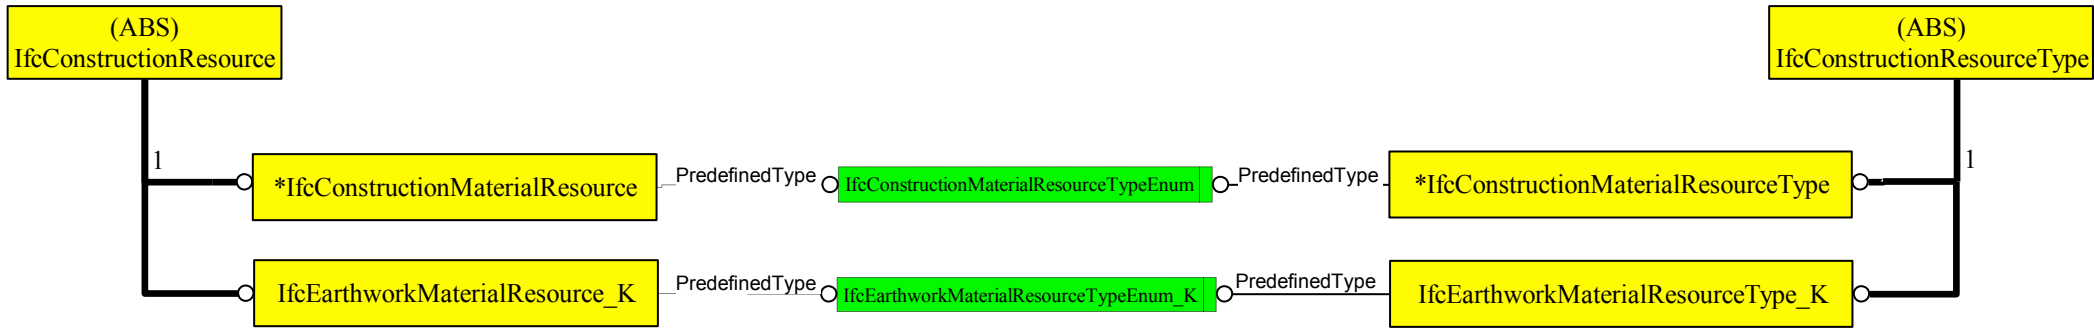 (ABS)
IfcConstructionResource
(ABS)
IfcConstructionResourceType
1
*IfcConstructionMaterialResource
PredefinedType
IfcConstructionMaterialResourceTypeEnum
PredefinedType
*IfcConstructionMaterialResourceType
1
IfcEarthworkMaterialResource_K
PredefinedType
IfcEarthworkMaterialResourceTypeEnum_K
PredefinedType
IfcEarthworkMaterialResourceType_K